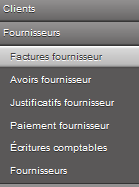 Clients
Fournisseurs
Factures fournisseur
Avoirs fournisseur
Justificatifs fournisseur
Paiement fournisseur
Écritures comptables
Fournisseurs